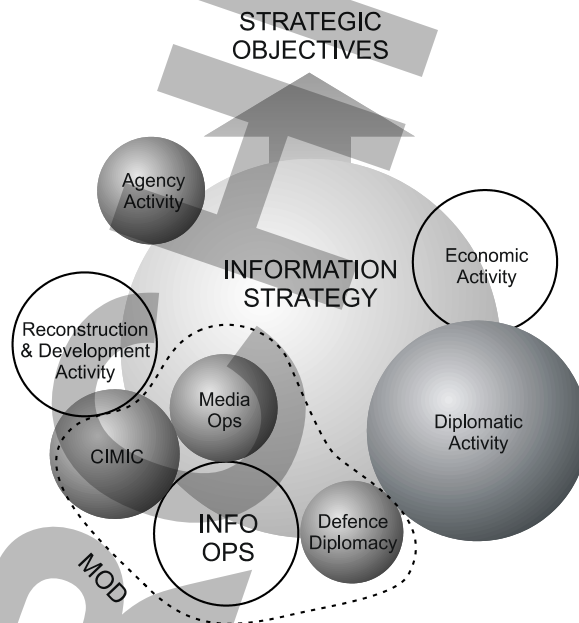 STRATEGIC
OBJECTIVES
Agency
Activity
Economic
Activity
INFORMATION
STRATEGY
Reconstruction
& Development
Activity
Media
Ops
Diplomatic
Activity
CIMIC
INFO
OPS
Defence
Diplomacy
MOD